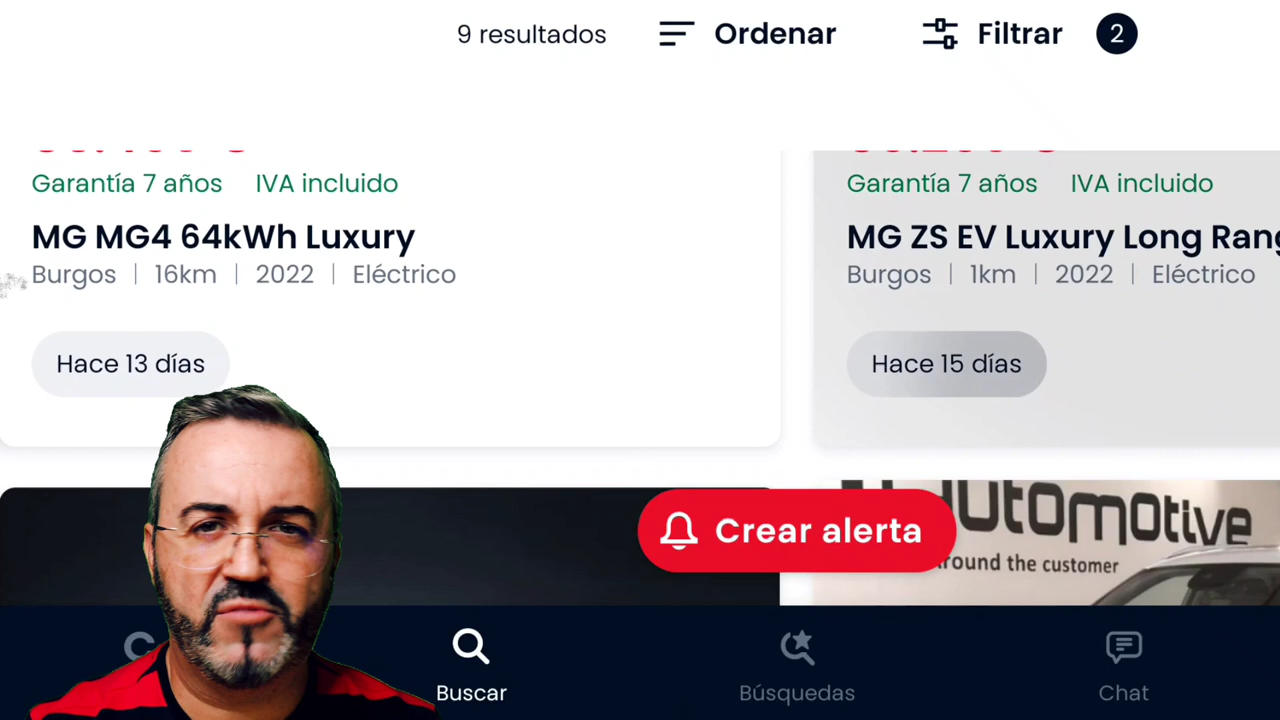 9 resultados
Ordenar
Filtrar
2
Garantía 7 años IVA incluido
MG MG4 64kWh Luxury
Burgos | 16km | 2022 | Eléctrico
Hace 13 días
Garantía 7 años IVA incluido
MG ZS EV Luxury Long
Burgos | 1km | 2022 | Eléctrico
Hace 15 días
Crear alerta
automotive
around the customer
Buscar
Búsquedas
Chat